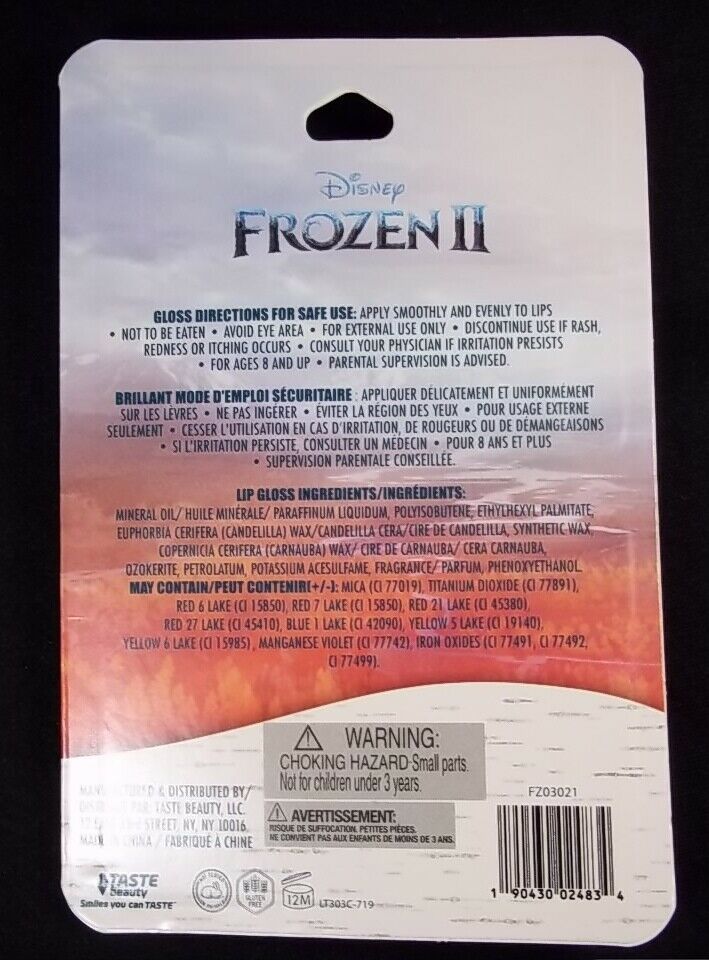 Disney
FROZEN II
GLOSS DIRECTIONS FOR SAFE USE: APPLY SMOOTHLY AND EVENLY TO LIPS
• NOT TO BE EATEN • AVOID EYE AREA • FOR EXTERNAL USE ONLY • DISCONTINUE USE IF RASH,
REDNESS OR ITCHING OCCURS • CONSULT YOUR PHYSICIAN IF IRRITATION PRESISTS
• FOR AGES 8 AND UP • PARENTAL SUPERVISION IS ADVISED.
BRILLANT MODE D'EMPLOI SÉCURITAIRE : APPLIQUER DÉLICATEMENT ET UNIFORMÉMENT
SUR LES LÈVRES • NE PAS INGÉRER • ÉVITER LA RÉGION DES YEUX • POUR USAGE EXTERNE
SEULEMENT • CESSER L'UTILISATION EN CAS D'IRRITATION, DE ROUGEURS OU DE DÉMANGEAISONS
• SI L'IRRITATION PERSISTE, CONSULTER UN MÉDECIN • POUR 8 ANS ET PLUS
• SUPERVISION PARENTALE CONSEILLÉE.
LIP GLOSS INGREDIENTS/INGRÉDIENTS:
MINERAL OIL/ HUILE MINÉRALE/ PARAFFINUM LIQUIDUM, POLYISOBUTENE, ETHYLHEXYL PALMITATE,
EUPHORBIA CERIFERA (CANDELILLA) WAX/CANDELILLA CERA/CIRE DE CANDELILLA, SYNTHETIC WAX,
COPERNICIA CERIFERA (CARNAUBA) WAX/ CIRE DE CARNAUBA/ CERA CARNAUBA,
OZOKERITE, PETROLATUM, POTASSIUM ACESULFAME, FRAGRANCE/ PARFUM, PHENOXYETHANOL.
MAY CONTAIN/PEUT CONTENIR(+/-): MICA (CI 77019), TITANIUM DIOXIDE (CI 77891),
RED 6 LAKE (CI 15850), RED 7 LAKE (CI 15850), RED 21 LAKE (CI 45380),
RED 27 LAKE (CI 45410), BLUE 1 LAKE (CI 42090), YELLOW 5 LAKE (CI 19140),
YELLOW 6 LAKE (CI 15985), MANGANESE VIOLET (CI 77742), IRON OXIDES (CI 77491, CI 77492,
CI 77499).
WARNING:
CHOKING HAZARD-Small parts.
Not for children under 3 years.
AVERTISSEMENT:
RISQUE DE SUFFOCATION. PETITES PIÈCES.
NE CONVIENT PAS AUX ENFANTS DE MOINS DE 3 ANS.
& DISTRIBUTED BY/
PAR: TASTE BEAUTY, LLC.
STREET, NY, NY 10016
CHINA / FABRIQUÉ À CHINE
TASTE
Beauty
Smiles you can TASTE
GLUTEN
FREE
12M
LT303C-719
FZ03021
1 90430 02483 4